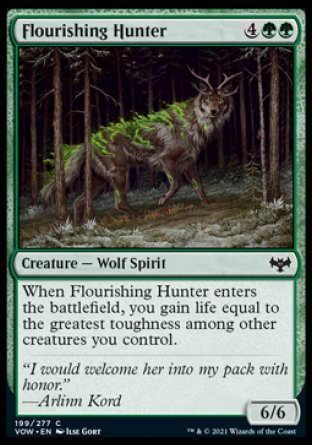 Flourishing Hunter 4
Creature — Wolf Spirit
When Flourishing Hunter enters
the battlefield, you gain life equal to
the greatest toughness among other
creatures you control.
“I would welcome her into my pack with
honor.”
—Arlinn Kord
6/6
199/277 C
VOW • EN Ilse Gort
™ & © 2021 Wizards of the Coast